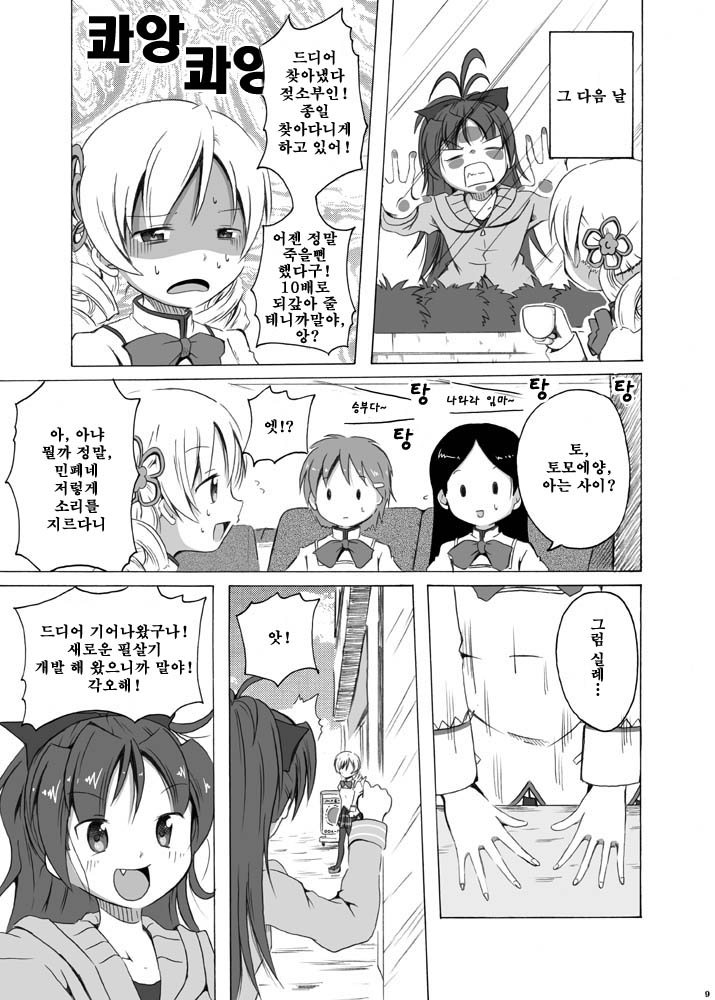 그 다음 날
콰앙
콰앙
드디어
찾아냈다
젖소부인!
종일
찾아다니게
하고 있어!
어젠 정말
죽을뻔
했다구!
10배로
되갚아 줄
테니까말야,
앙?
토,
토모에양,
아는 사이?
탕
탕
나와라 임마~
탕
탕
승부다~
엣!?
아, 아냐
뭘까 정말,
민폐네
저렇게
소리를
지르다니
그럼 실례…
앗!
드디어 기어나왔구나!
새로운 필살기
개발 해 왔으니까 말야!
각오해!
9